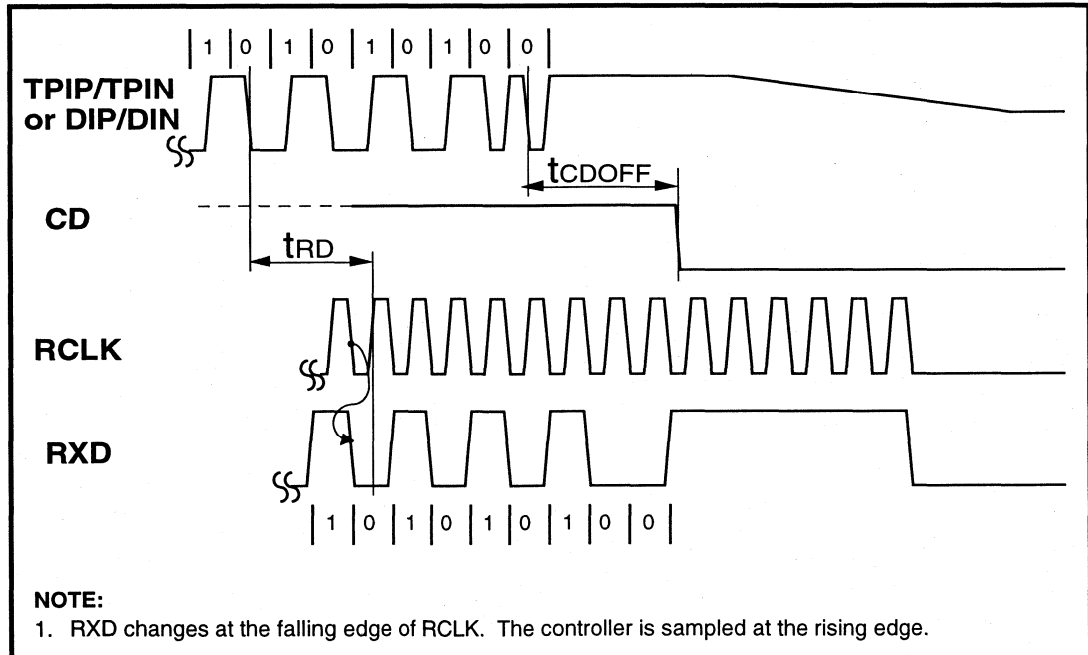 1 0 1 0 1 0 1 0 0
TPIP/TPIN
or DIP/DIN
tCDOFF
CD
tRD
RCLK
RXD
1 0 1 0 1 0 1 0 0
NOTE:
1. RXD changes at the falling edge of RCLK. The controller is sampled at the rising edge.